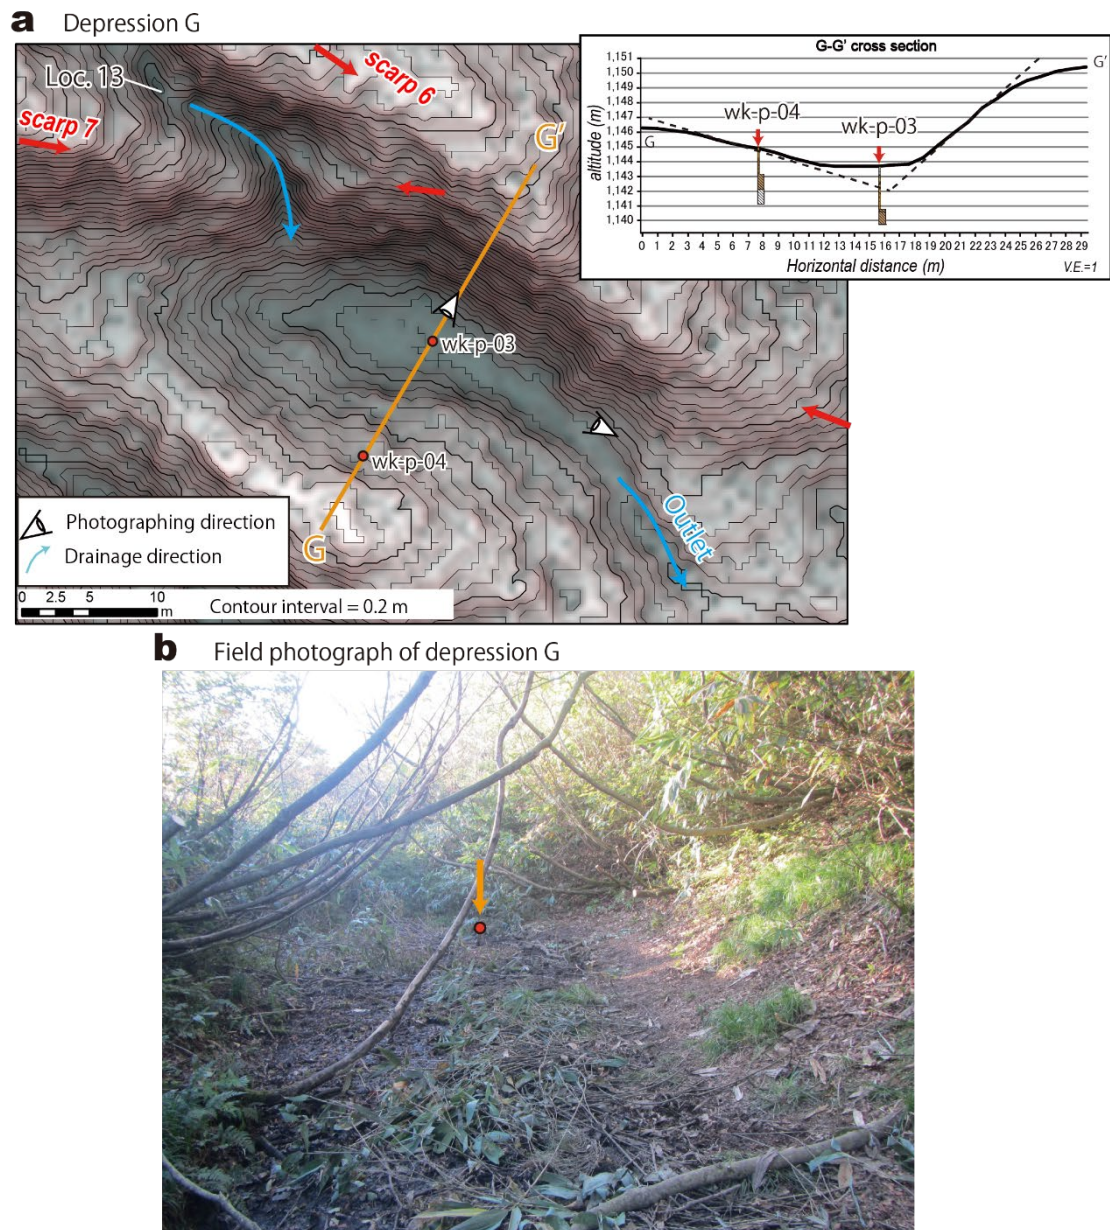 a Depression G
Loc. 13
scarp 6
scarp 7
G'
G
wk-p-03
wk-p-04
Outlet
Photographing direction
Drainage direction
0 2.5 5 10
m
Contour interval = 0.2 m
G-G' cross section
1,151
1,150
1,149
1,148
1,147
1,146
1,145
1,144
1,143
1,142
1,141
1,140
altitude (m)
G
G'
wk-p-04
wk-p-03
0 1 2 3 4 5 6 7 8 9 10 11 12 13 14 15 16 17 18 19 20 21 22 23 24 25 26 27 28 29
Horizontal distance (m)
V.E.=1
b Field photograph of depression G